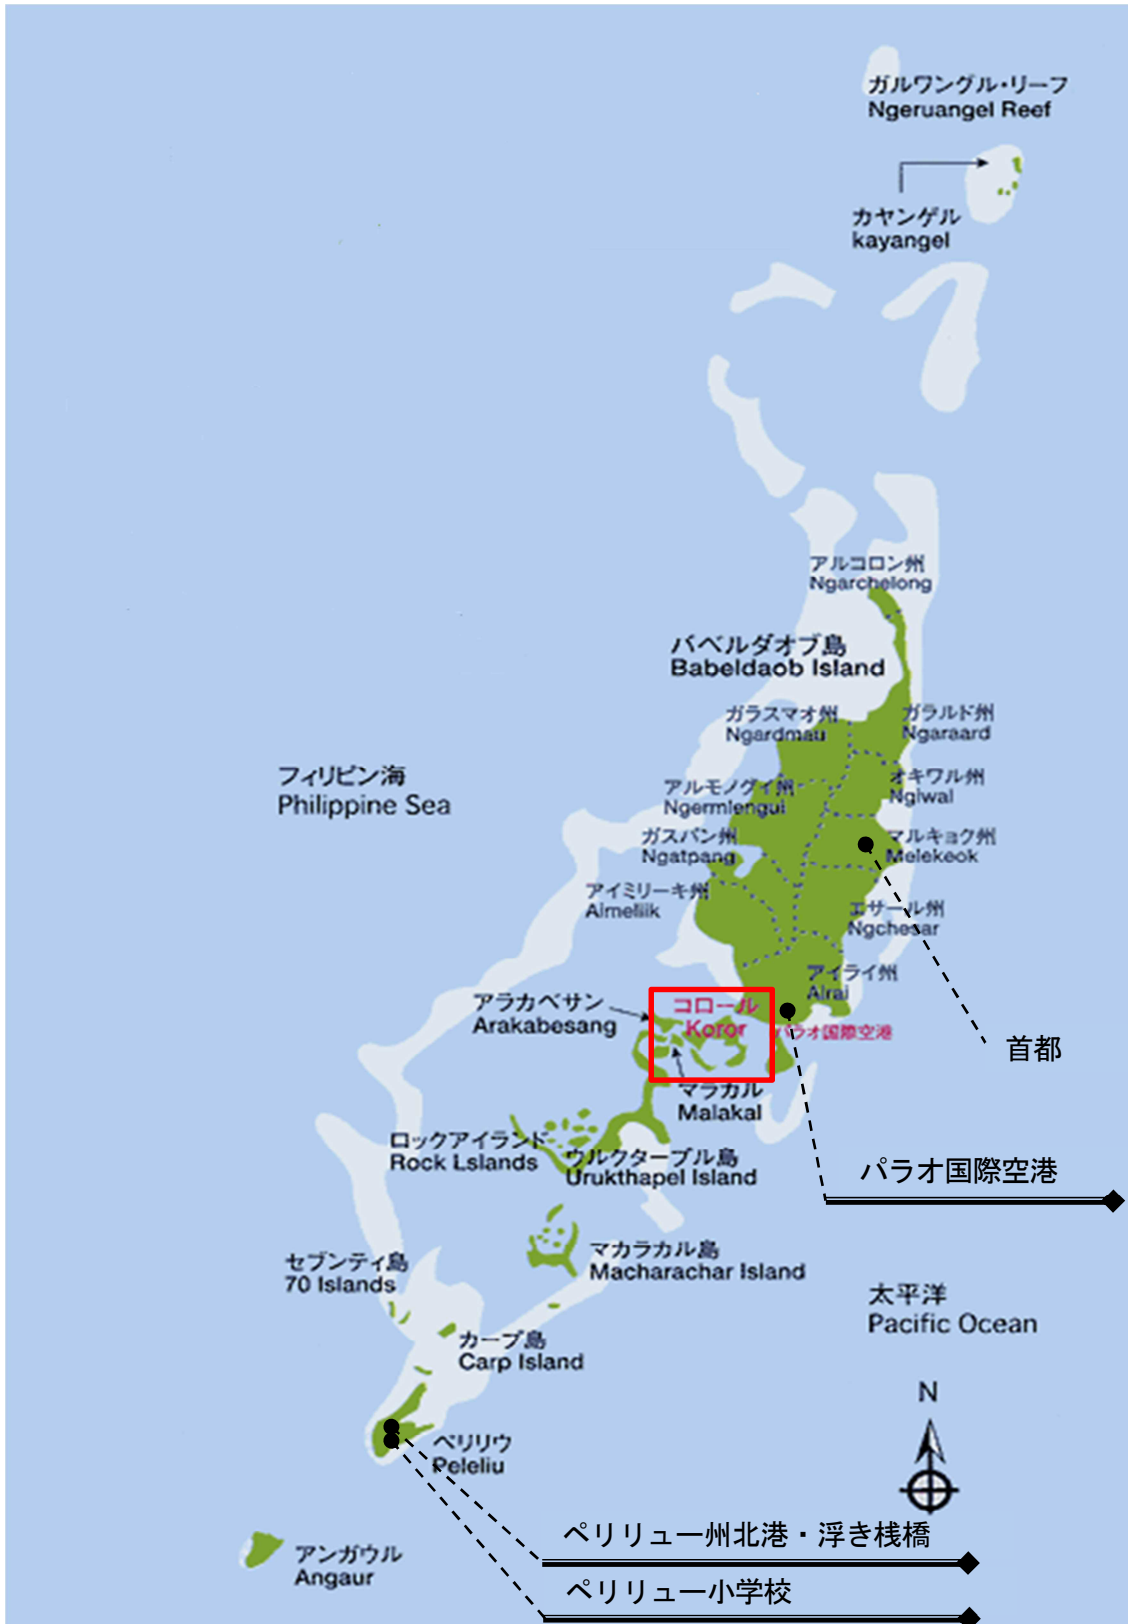 ガルワングル・リーフ
Ngeruangel Reef
カヤンゲル
kayangel
アルコロン州
Ngarchelong
バベルダオブ島
Babeldaob Island
ガラスマオ州
Ngardmau
ガラルド州
Ngaraard
フィリピン海
Philippine Sea
アルモノグイ州
Ngermlengui
オキワル州
Ngiwal
ガスパン州
Ngatpang
マルキョク州
Melekeok
アイミリーキ州
Almeliik
エサール州
Ngchesar
アイライ州
Alrai
アラカベサン
Arakabesang
コロール
Koror
パラオ国際空港
首都
マラカル
Malakal
ロックアイランド
Rock Lslands
ウルクターブル島
Urukthapel Island
パラオ国際空港
セブンティ島
70 Islands
マカラカル島
Macharachar Island
太平洋
Pacific Ocean
カープ島
Carp Island
N
ペリリウ
Peleliu
ペリリュー州北港・浮き桟橋
アンガウル
Angaur
ペリリュー小学校